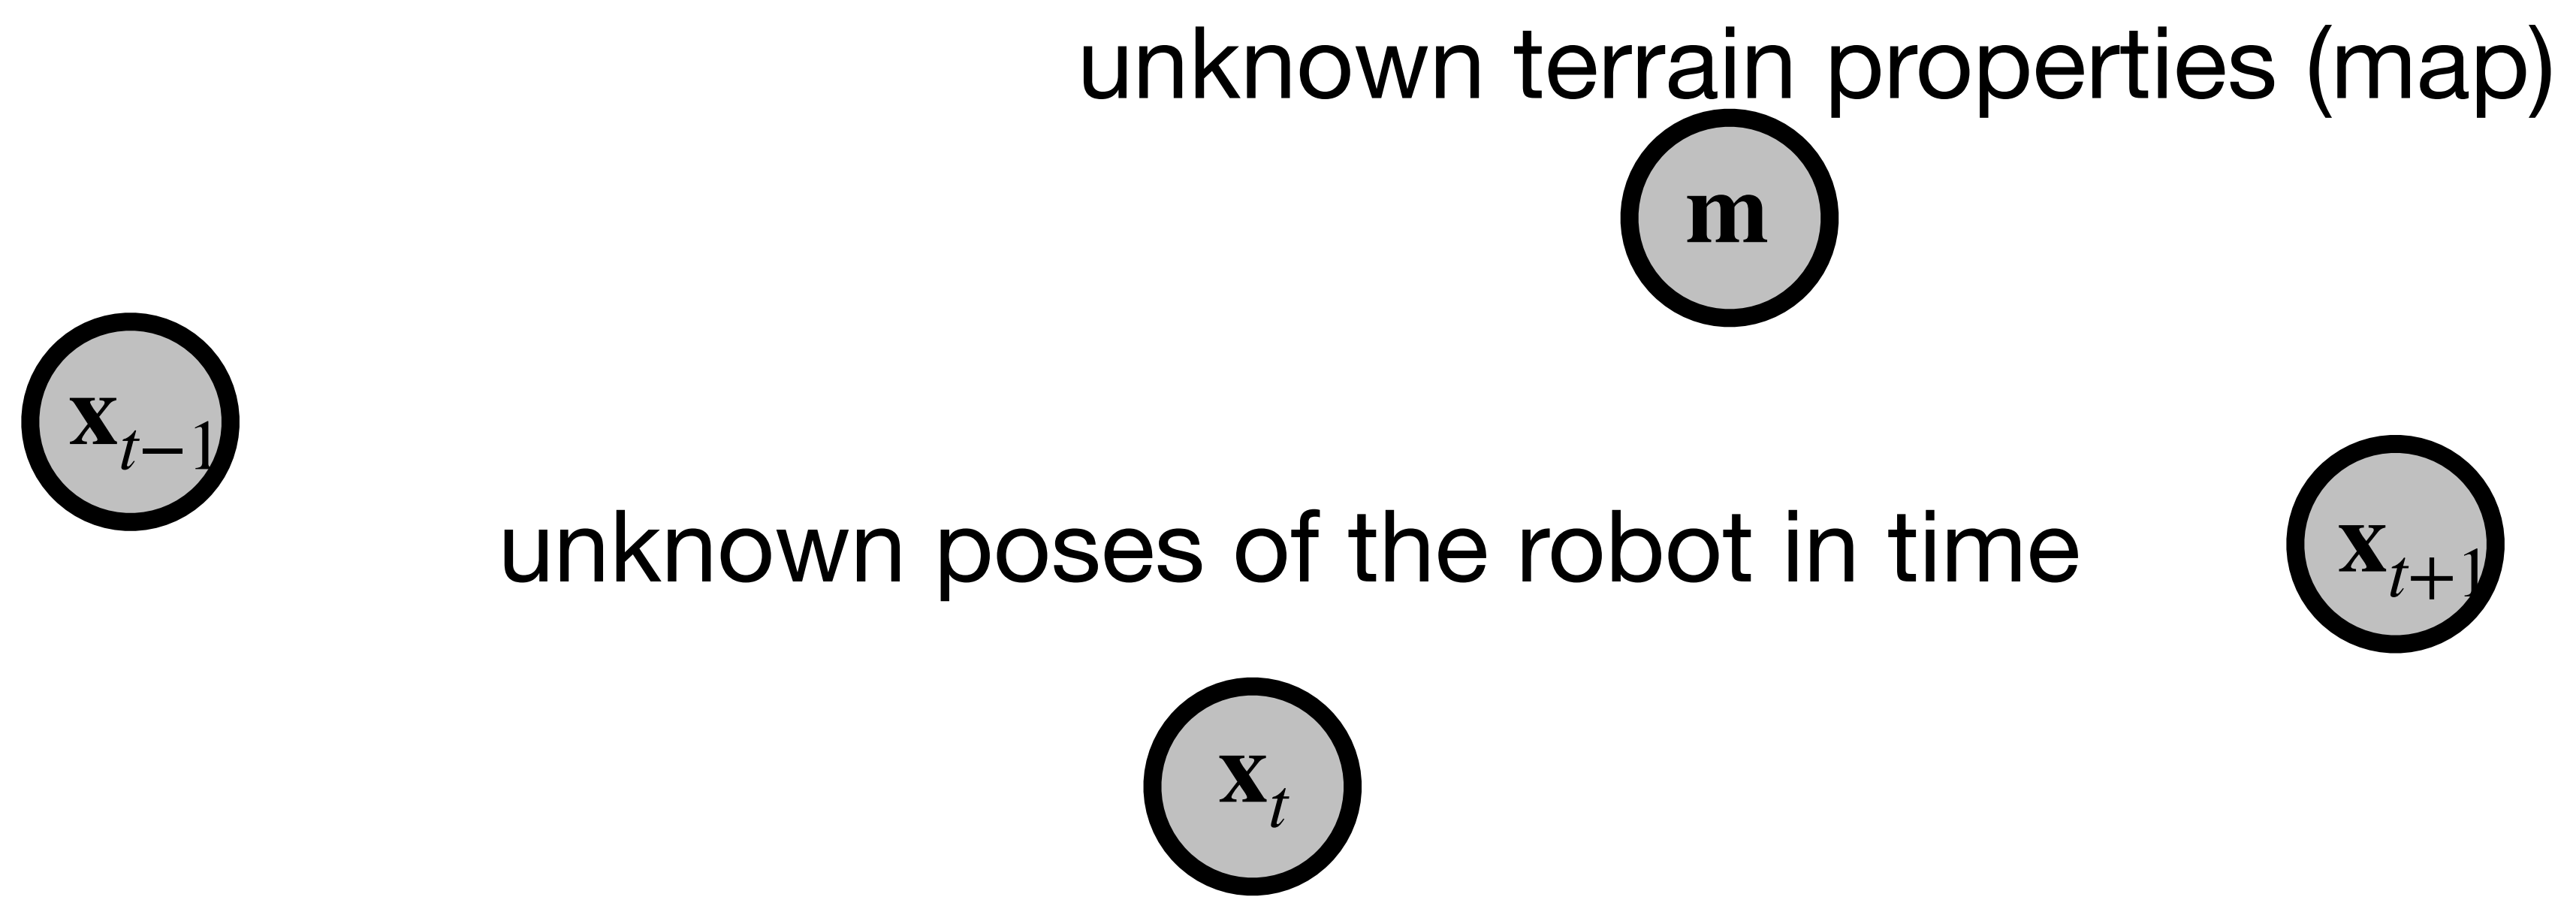 unknown terrain properties (map)
m
x_{t−1}
unknown poses of the robot in time
x_{t+1}
x_t